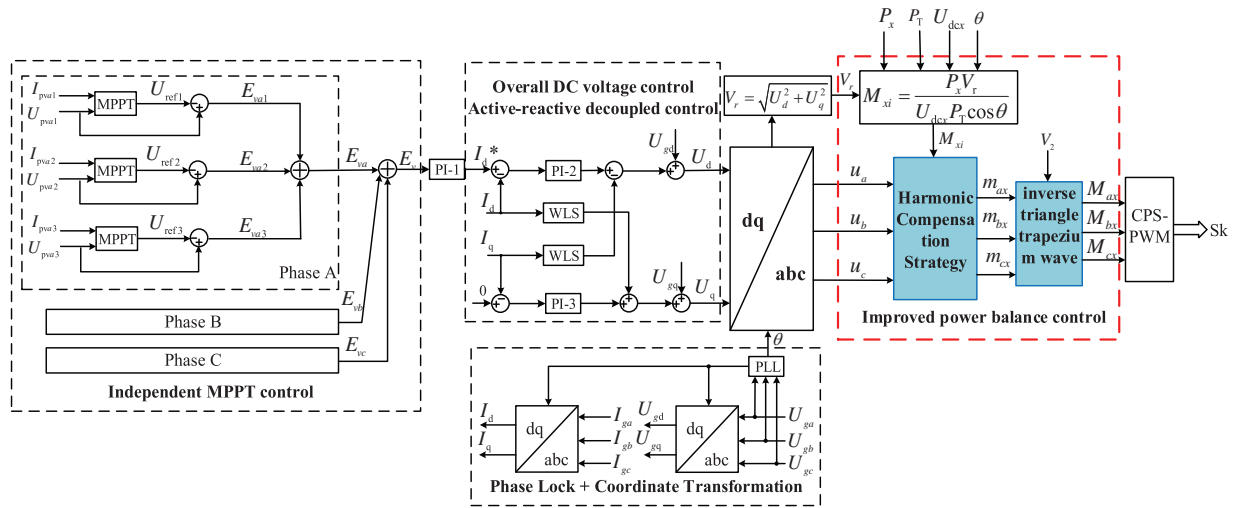 P_x P_T U_dcx θ
Overall DC voltage control
Active-reactive decoupled control
V_r = √(U_d^2 + U_q^2)
V_r
M_xi = P_x V_r / (U_dcx P_T cosθ)
M_xi
V_2
I_pva1
U_pva1
MPPT
U_ref1
E_va1
I_pva2
U_pva2
MPPT
U_ref2
E_va2
I_pva3
U_pva3
MPPT
U_ref3
E_va3
Phase A
E_va
E_v
E_vb
Phase B
E_vc
Phase C
Independent MPPT control
PI-1
I_d*
PI-2
U_gd
U_d
I_d
WLS
I_q
WLS
0
PI-3
U_gq
U_q
dq
abc
u_a
u_b
u_c
Harmonic
Compensa
tion
Strategy
m_ax
m_bx
m_cx
inverse
triangle
trapeziu
m wave
M_ax
M_bx
M_cx
CPS-
PWM
Sk
Improved power balance control
θ
PLL
I_d
I_q
dq
abc
I_ga
I_gb
I_gc
U_gd
U_gq
dq
abc
U_ga
U_gb
U_gc
Phase Lock + Coordinate Transformation